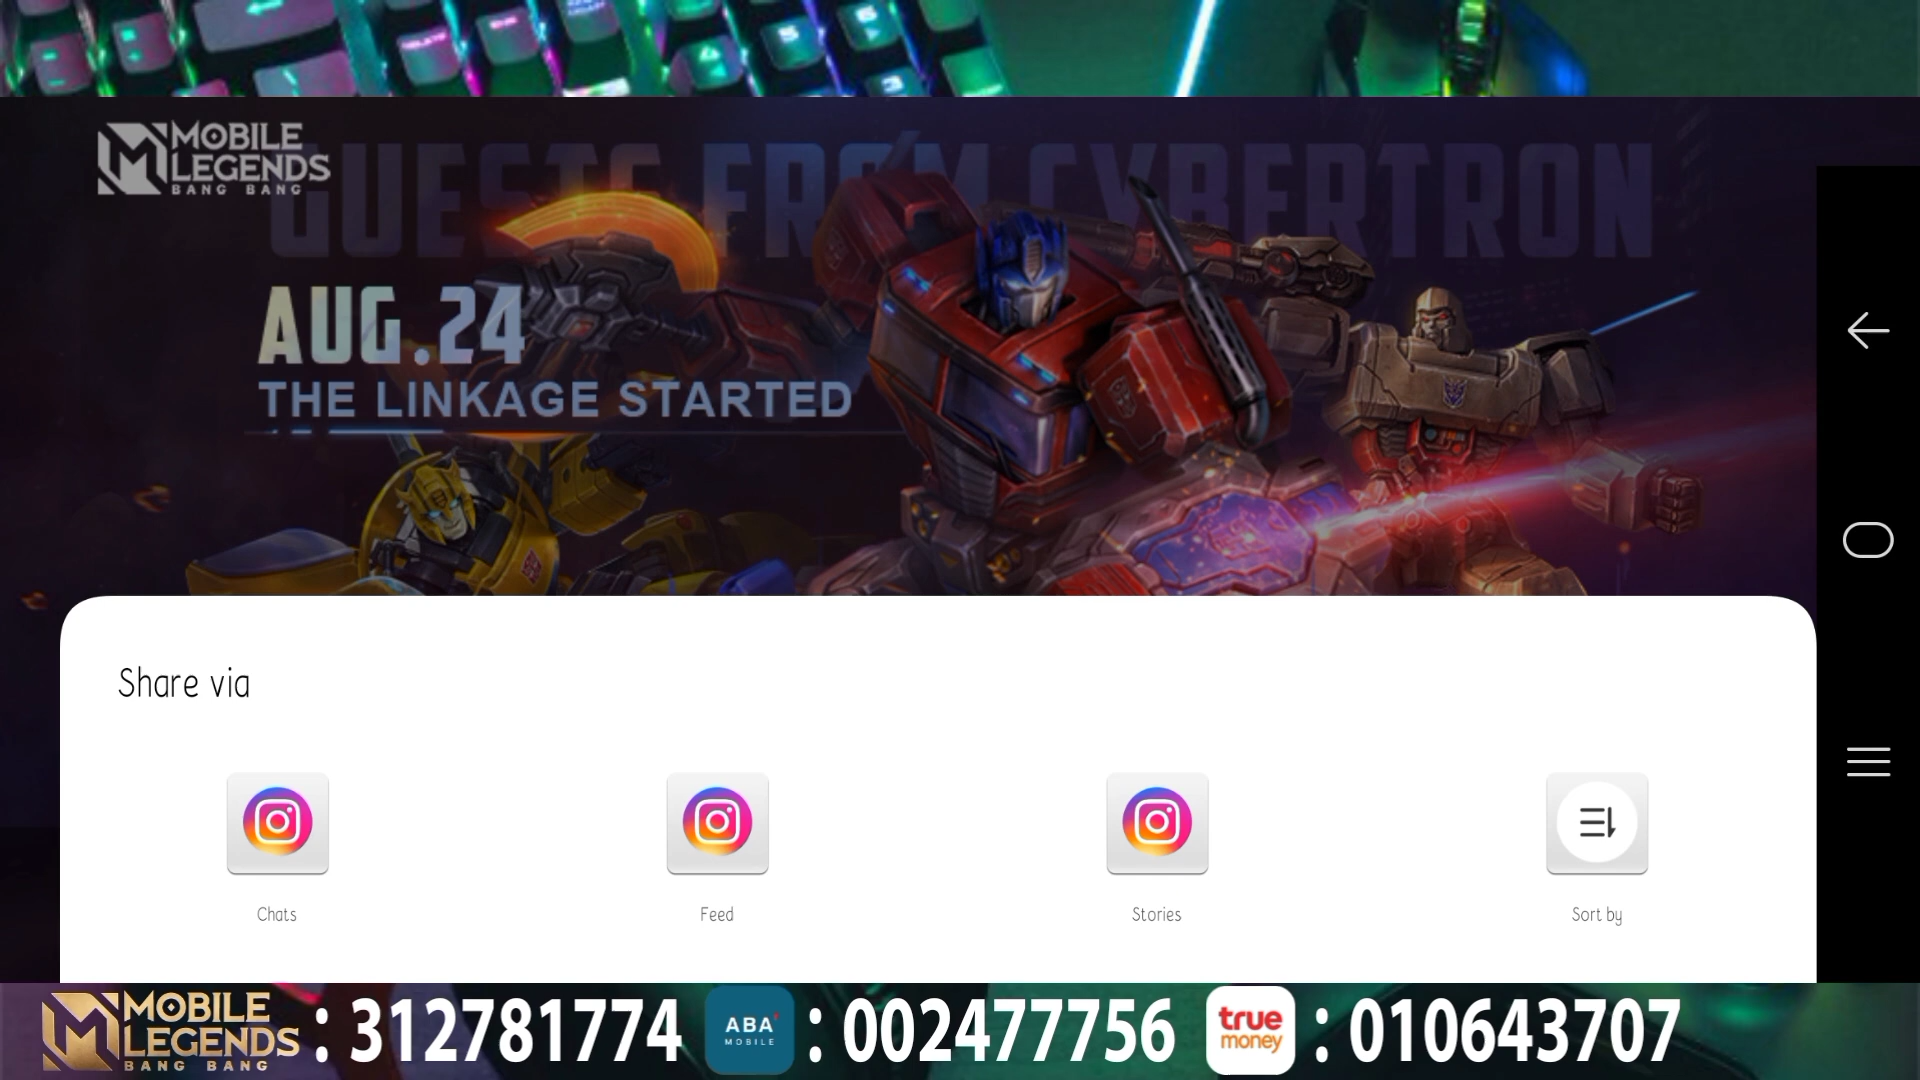 MOBILE
LEGENDS
BANG BANG
GUESTS FROM CYBERTRON
AUG.24
THE LINKAGE STARTED
Share via
Chats
Feed
Stories
Sort by
MOBILE
LEGENDS
BANG BANG
: 312781774
ABA'
MOBILE
: 002477756
true
money
: 010643707